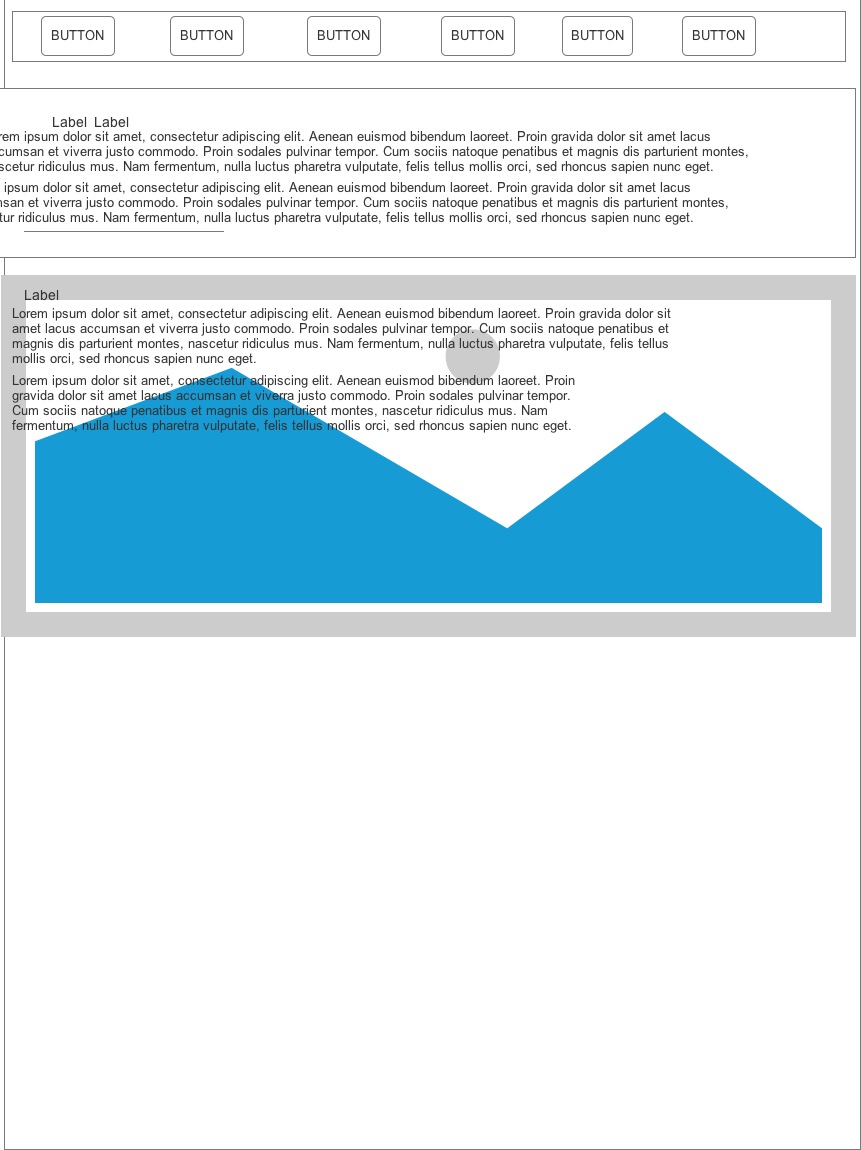 BUTTON BUTTON BUTTON BUTTON BUTTON BUTTON
Label Label
rem ipsum dolor sit amet, consectetur adipiscing elit. Aenean euismod bibendum laoreet. Proin gravida dolor sit amet lacus
cumsan et viverra justo commodo. Proin sodales pulvinar tempor. Cum sociis natoque penatibus et magnis dis parturient montes,
scetur ridiculus mus. Nam fermentum, nulla luctus pharetra vulputate, felis tellus mollis orci, sed rhoncus sapien nunc eget.
ipsum dolor sit amet, consectetur adipiscing elit. Aenean euismod bibendum laoreet. Proin gravida dolor sit amet lacus
nsan et viverra justo commodo. Proin sodales pulvinar tempor. Cum sociis natoque penatibus et magnis dis parturient montes,
tur ridiculus mus. Nam fermentum, nulla luctus pharetra vulputate, felis tellus mollis orci, sed rhoncus sapien nunc eget.
Label
Lorem ipsum dolor sit amet, consectetur adipiscing elit. Aenean euismod bibendum laoreet. Proin gravida dolor sit
amet lacus accumsan et viverra justo commodo. Proin sodales pulvinar tempor. Cum sociis natoque penatibus et
magnis dis parturient montes, nascetur ridiculus mus. Nam fermentum, nulla luctus pharetra vulputate, felis tellus
mollis orci, sed rhoncus sapien nunc eget.
Lorem ipsum dolor sit amet, consectetur adipiscing elit. Aenean euismod bibendum laoreet. Proin
gravida dolor sit amet lacus accumsan et viverra justo commodo. Proin sodales pulvinar tempor.
Cum sociis natoque penatibus et magnis dis parturient montes, nascetur ridiculus mus. Nam
fermentum, nulla luctus pharetra vulputate, felis tellus mollis orci, sed rhoncus sapien nunc eget.